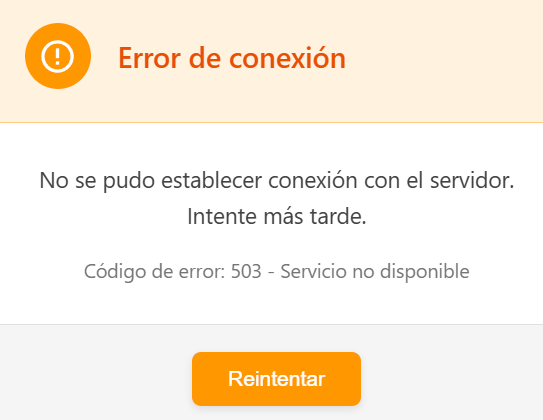 Error de conexión
No se pudo establecer conexión con el servidor.
Intente más tarde.
Código de error: 503 - Servicio no disponible
Reintentar